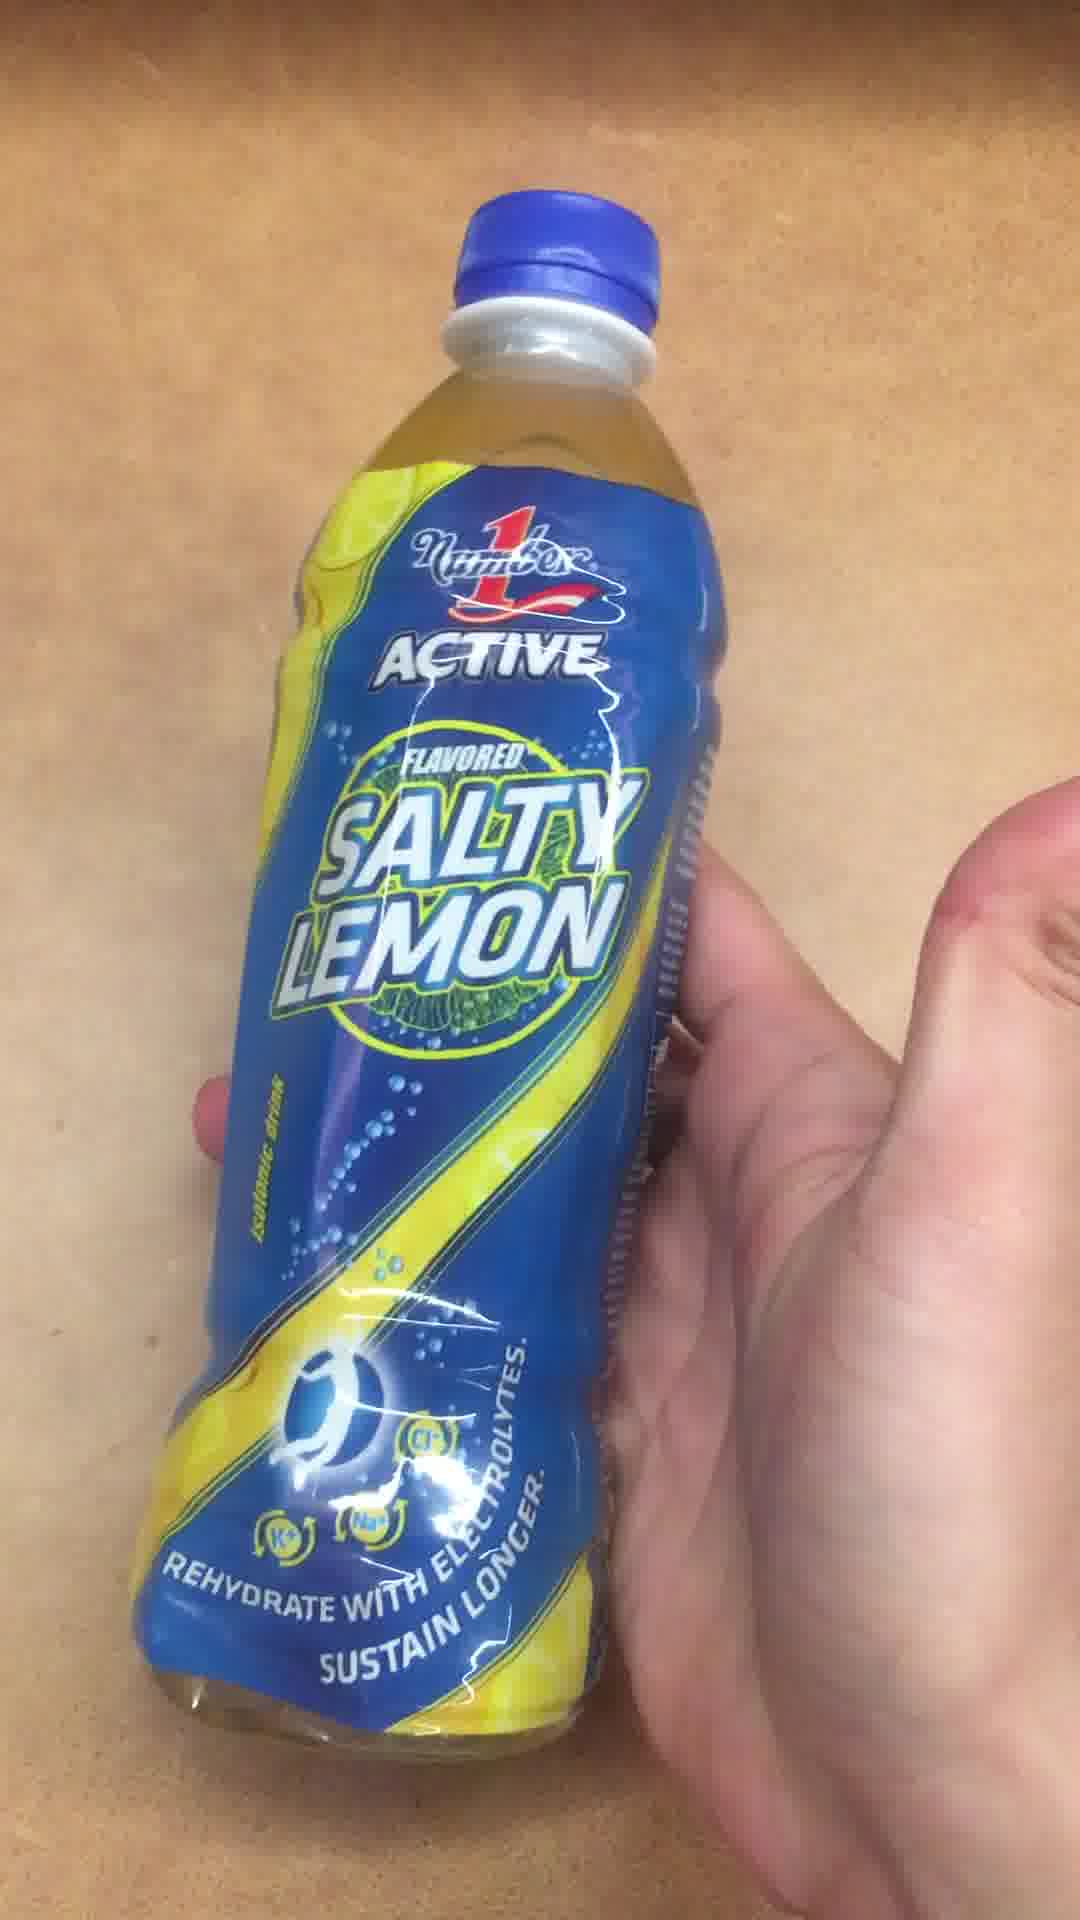 Number 1
ACTIVE
FLAVORED
SALTY
LEMON
isotonic drink
Cl-
K+
Na+
REHYDRATE WITH ELECTROLYTES.
SUSTAIN LONGER.